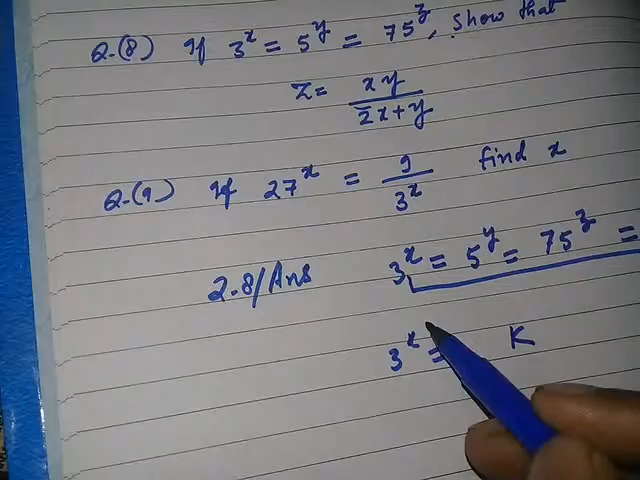 Q.(8) If 3^x = 5^y = 75^z, show that
z = xy/(2x+y)
Q.(9) If 27^x = 9/3^x find x
2.8/Ans 3^x = 5^y = 75^z =
3^x = K